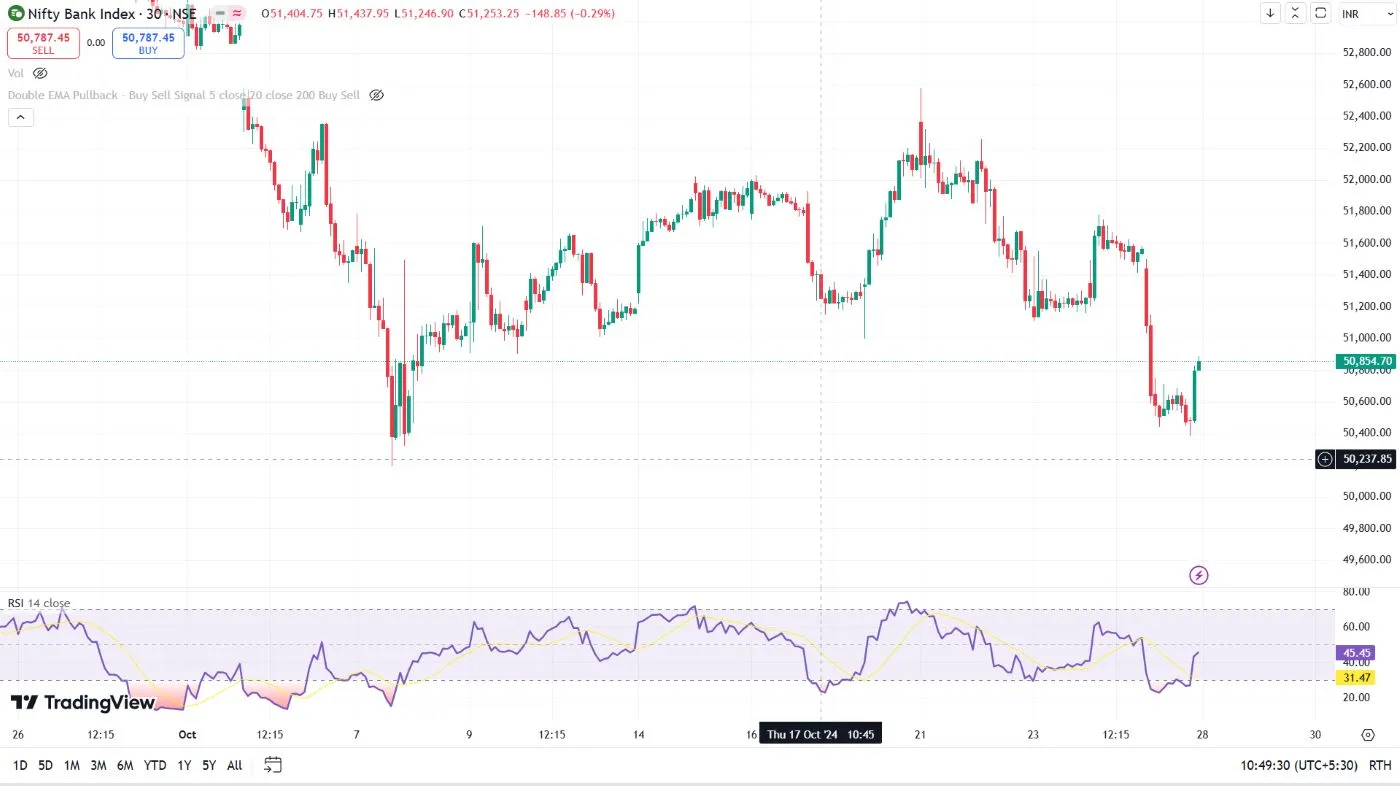 Nifty Bank Index · 30 · NSE O51,404.75 H51,437.95 L51,246.90 C51,253.25 -148.85 (-0.29%) INR
50,787.45 0.00 50,787.45
SELL BUY
Vol
Double EMA Pullback - Buy Sell Signal 5 close 20 close 200 Buy Sell
52,800.00
52,600.00
52,400.00
52,200.00
52,000.00
51,800.00
51,600.00
51,400.00
51,200.00
51,000.00
50,854.70
50,800.00
50,600.00
50,400.00
50,237.85
50,000.00
49,800.00
49,600.00
RSI 14 close
80.00
60.00
45.45
40.00
31.47
20.00
TradingView
26 12:15 Oct 12:15 7 9 12:15 14 16 Thu 17 Oct '24 10:45 21 23 12:15 28 30
1D 5D 1M 3M 6M YTD 1Y 5Y All 10:49:30 (UTC+5:30) RTH